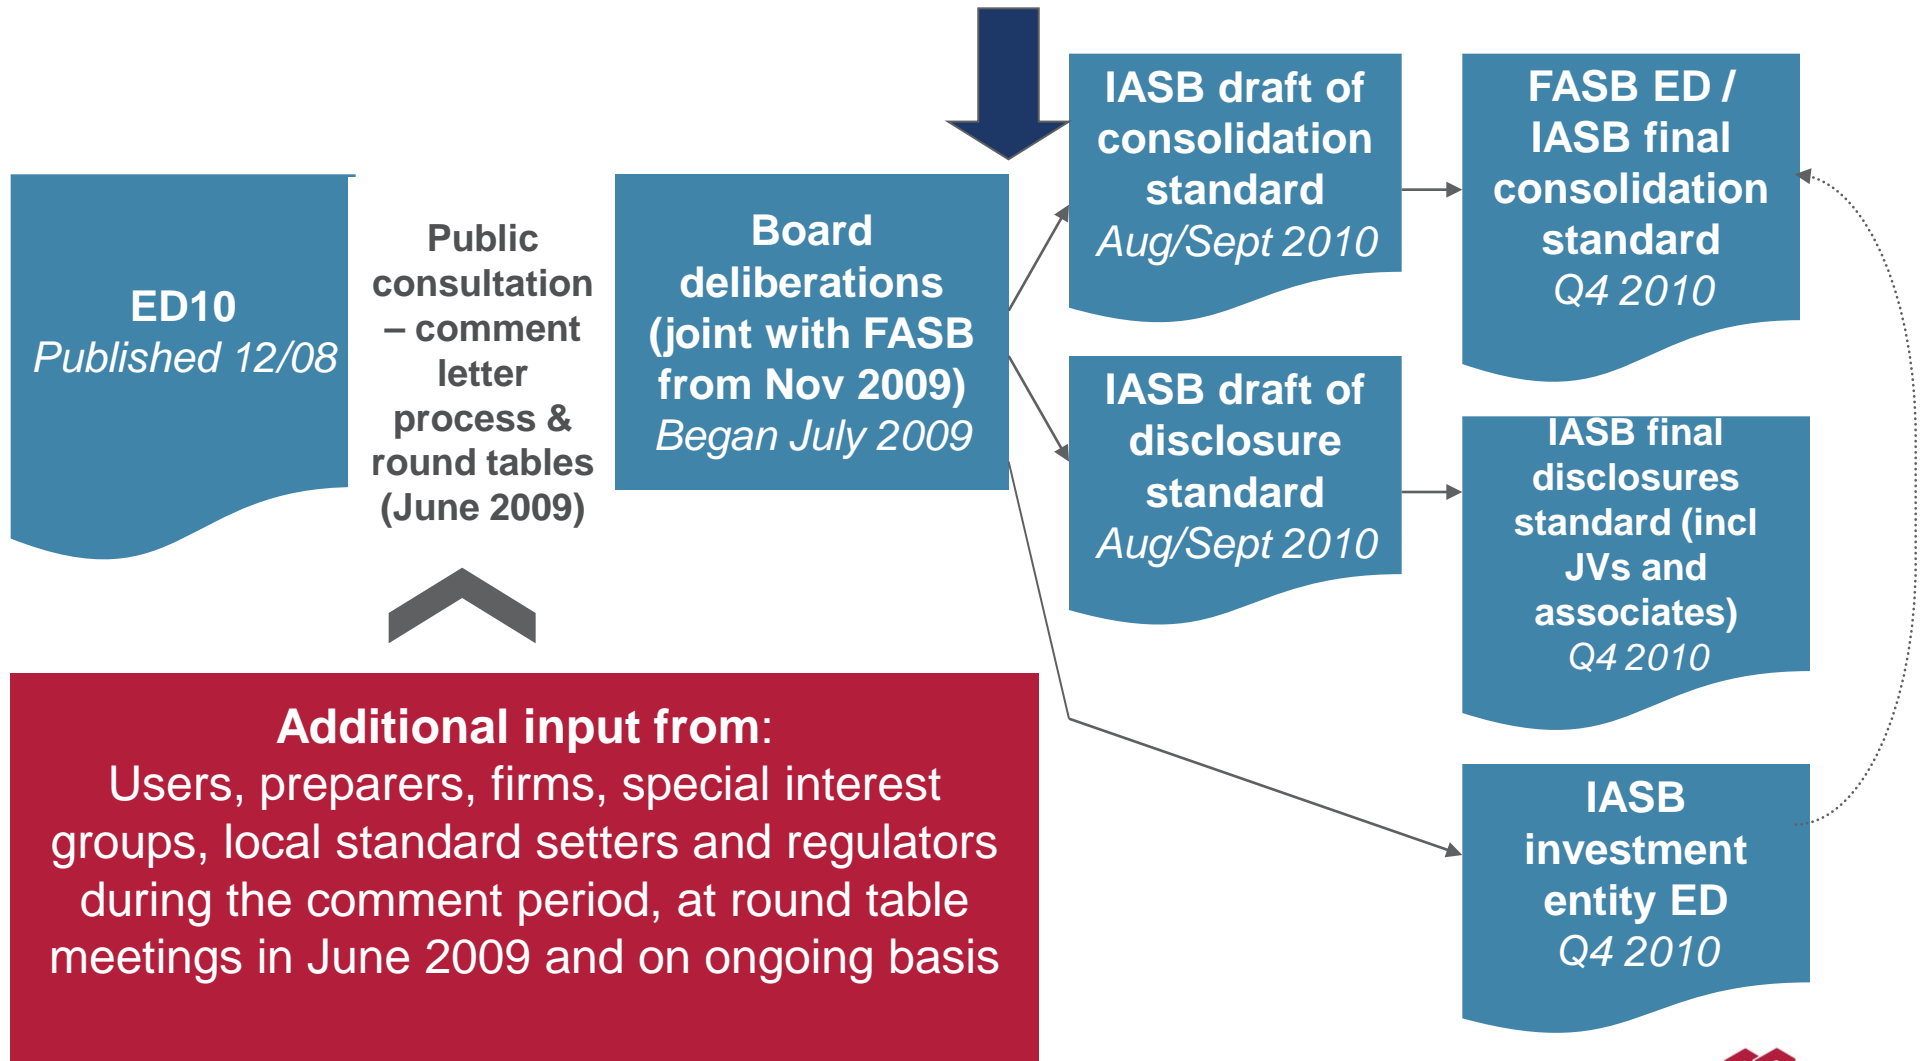 ED10
Published 12/08
Public
consultation
– comment
letter
process &
round tables
(June 2009)
Board
deliberations
(joint with FASB
from Nov 2009)
Began July 2009
IASB draft of
consolidation
standard
Aug/Sept 2010
FASB ED /
IASB final
consolidation
standard
Q4 2010
IASB draft of
disclosure
standard
Aug/Sept 2010
IASB final
disclosures
standard (incl
JVs and
associates)
Q4 2010
IASB
investment
entity ED
Q4 2010
Additional input from:
Users, preparers, firms, special interest
groups, local standard setters and regulators
during the comment period, at round table
meetings in June 2009 and on ongoing basis